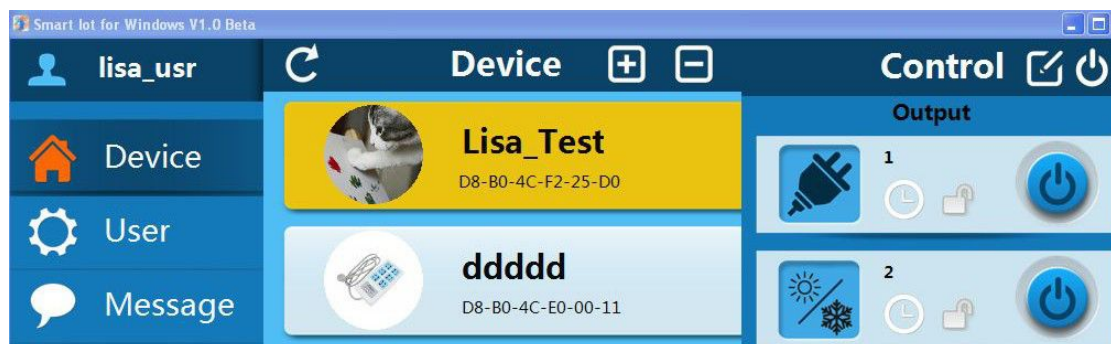 Smart Iot for Windows V1.0 Beta
lisa_usr
Device
User
Message
Device
Lisa_Test
D8-B0-4C-F2-25-D0
ddddd
D8-B0-4C-E0-00-11
Control
Output
1
2